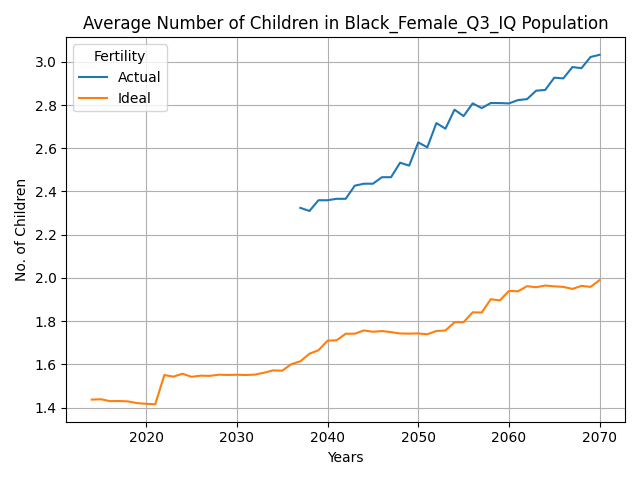 Average Number of Children in Black_Female_Q3_IQ Population
Fertility
Actual
Ideal
No. of Children
3.0
2.8
2.6
2.4
2.2
2.0
1.8
1.6
1.4
2020 2030 2040 2050 2060 2070
Years